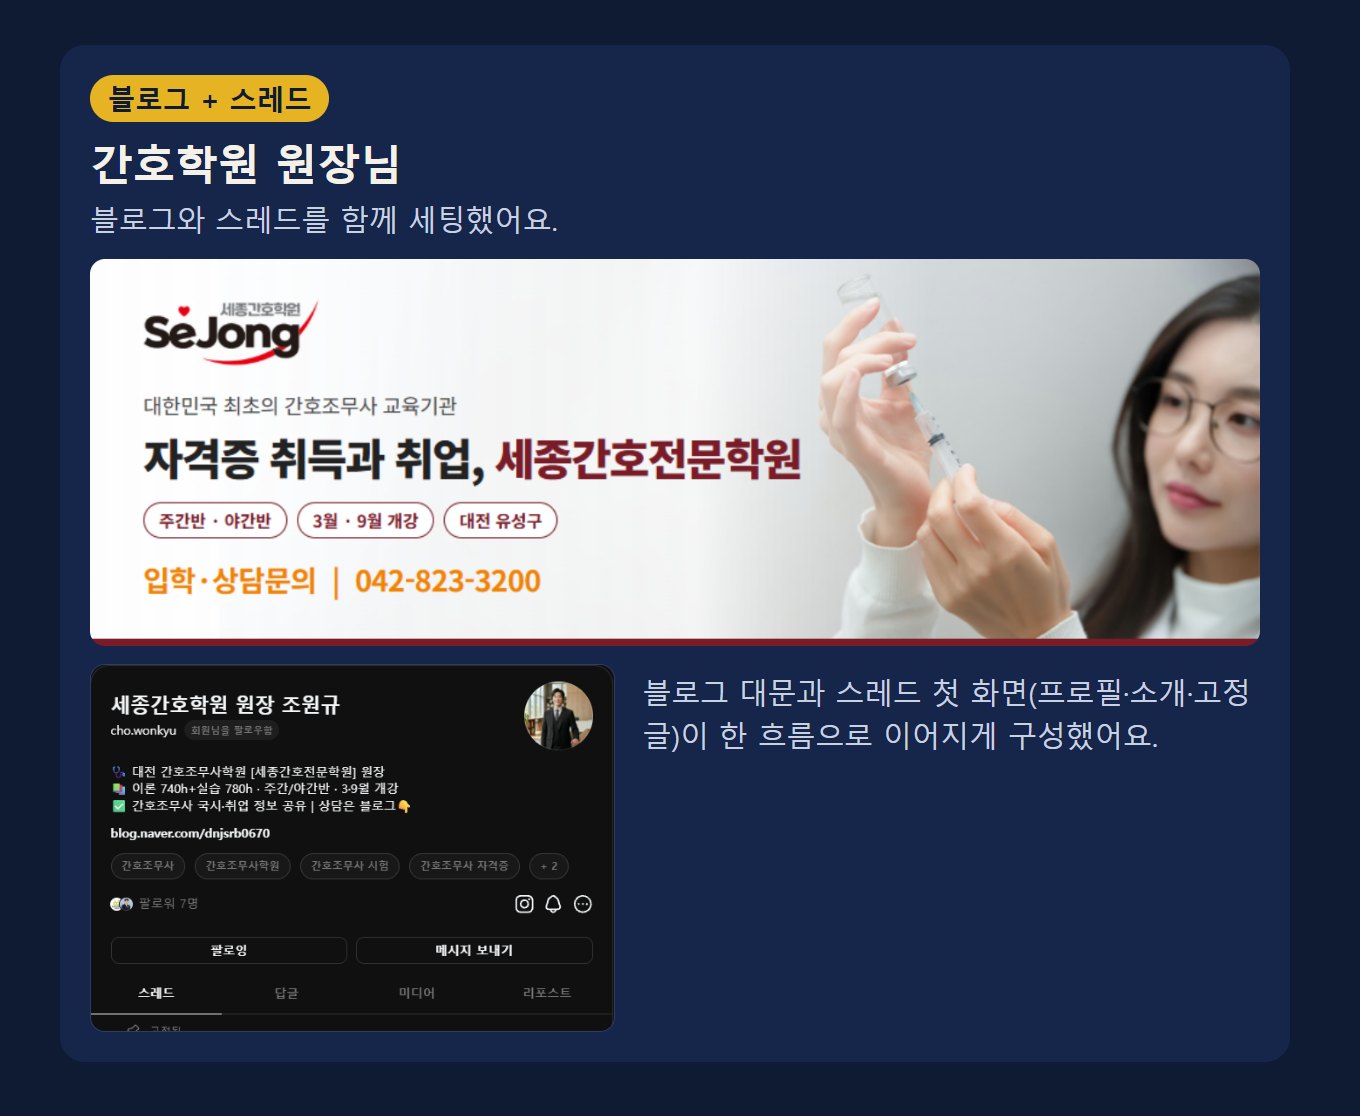 블로그 + 스레드
간호학원 원장님
블로그와 스레드를 함께 세팅했어요.
세종간호학원
SeJong
대한민국 최초의 간호조무사 교육기관
자격증 취득과 취업, 세종간호전문학원
주간반 · 야간반
3월 · 9월 개강
대전 유성구
입학·상담문의 | 042-823-3200
세종간호학원 원장 조원규
cho.wonkyu 회원님을 팔로우함
대전 간호조무사학원 [세종간호전문학원] 원장
이론 740h+실습 780h · 주간/야간반 · 3·9월 개강
간호조무사 국시·취업 정보 공유 | 상담은 블로그
blog.naver.com/dnjsrb0670
간호조무사 간호조무사학원 간호조무사 시험 간호조무사 자격증 + 2
팔로워 7명
팔로잉 메시지 보내기
스레드 답글 미디어 리포스트
고정됨
블로그 대문과 스레드 첫 화면(프로필·소개·고정
글)이 한 흐름으로 이어지게 구성했어요.